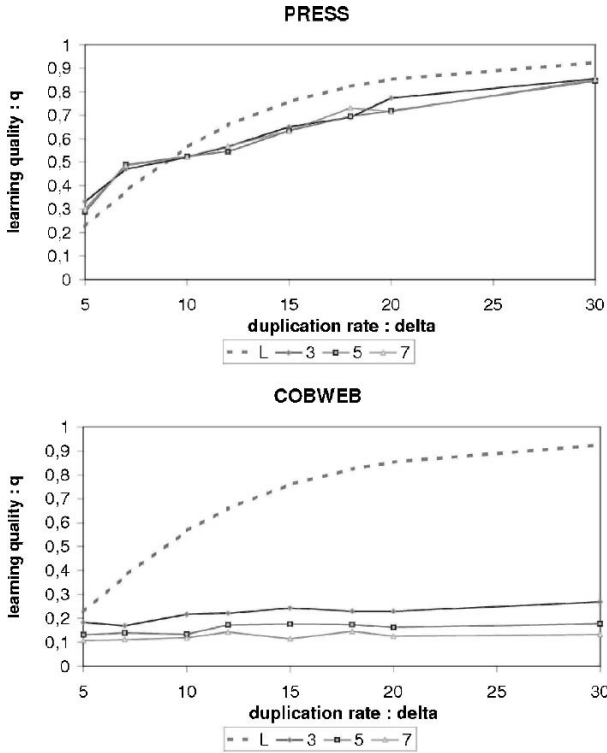 PRESS
1
0,9
0,8
0,7
0,6
0,5
0,4
0,3
0,2
0,1
0
learning quality : q
5 10 15 20 25 30
duplication rate : delta
L 3 5 7
COBWEB
1
0,9
0,8
0,7
0,6
0,5
0,4
0,3
0,2
0,1
0
learning quality : q
5 10 15 20 25 30
duplication rate : delta
L 3 5 7